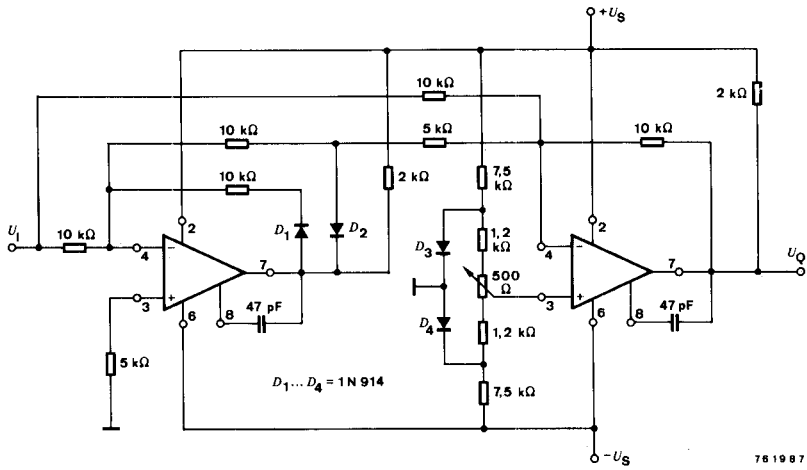 +U_S
10 kΩ
2 kΩ
10 kΩ
5 kΩ
10 kΩ
10 kΩ
2 kΩ
7,5 kΩ
U_I
10 kΩ
2
D_1
D_2
1,2 kΩ
2
4
−
7
D_3
500 Ω
4
−
7
U_Q
3
+
6
8
47 pF
3
+
6
8
47 pF
D_4
1,2 kΩ
5 kΩ
D_1...D_4 = 1N 914
7,5 kΩ
−U_S
761987